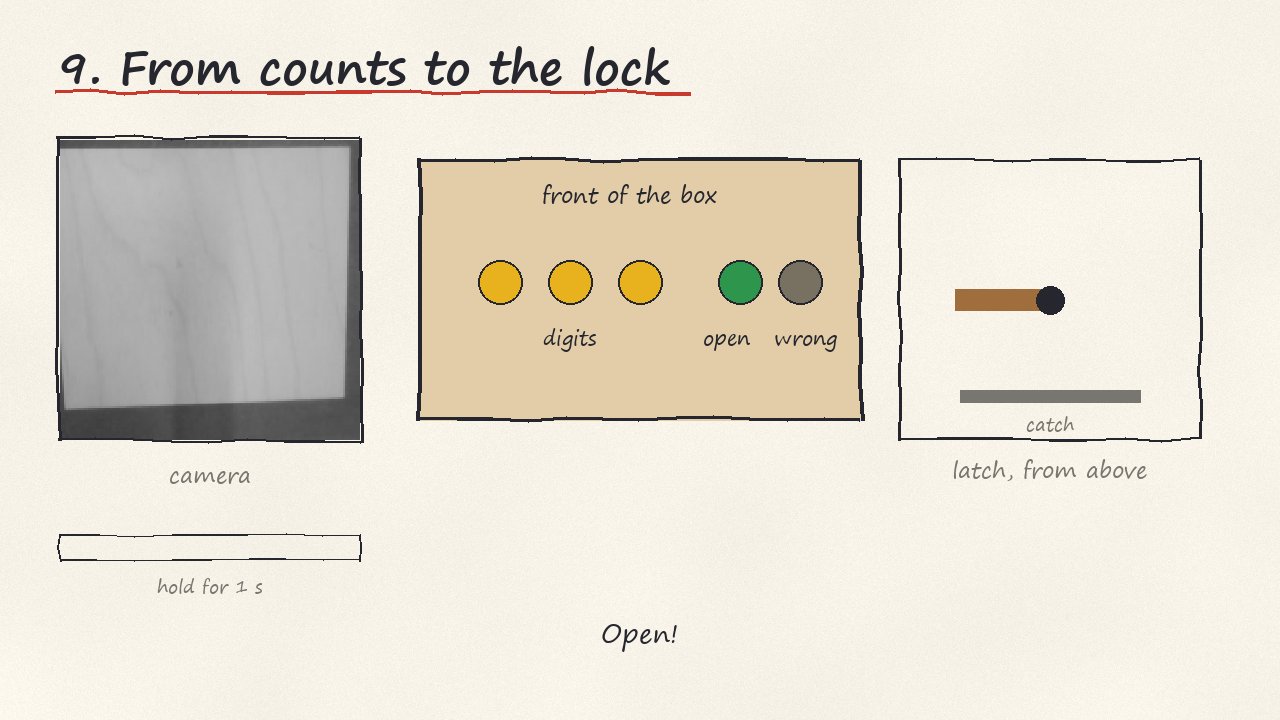 9. From counts to the lock
front of the box
digits
open
wrong
catch
camera
latch, from above
hold for 1 s
Open!